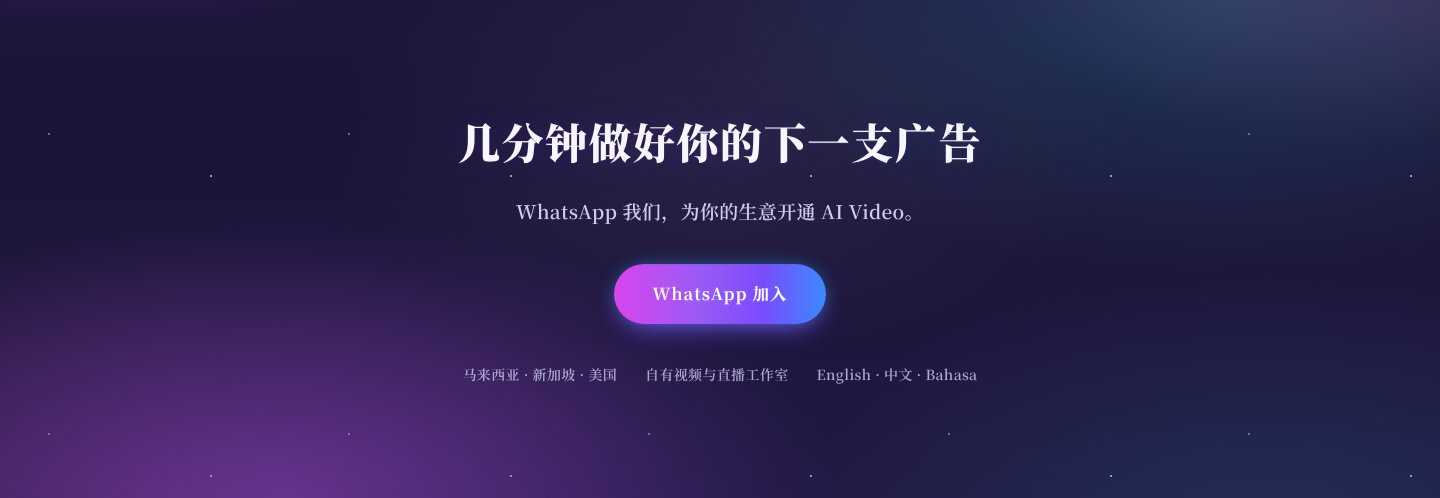 几分钟做好你的下一支广告
WhatsApp 我们，为你的生意开通 AI Video。
WhatsApp 加入
马来西亚 · 新加坡 · 美国 自有视频与直播工作室 English · 中文 · Bahasa